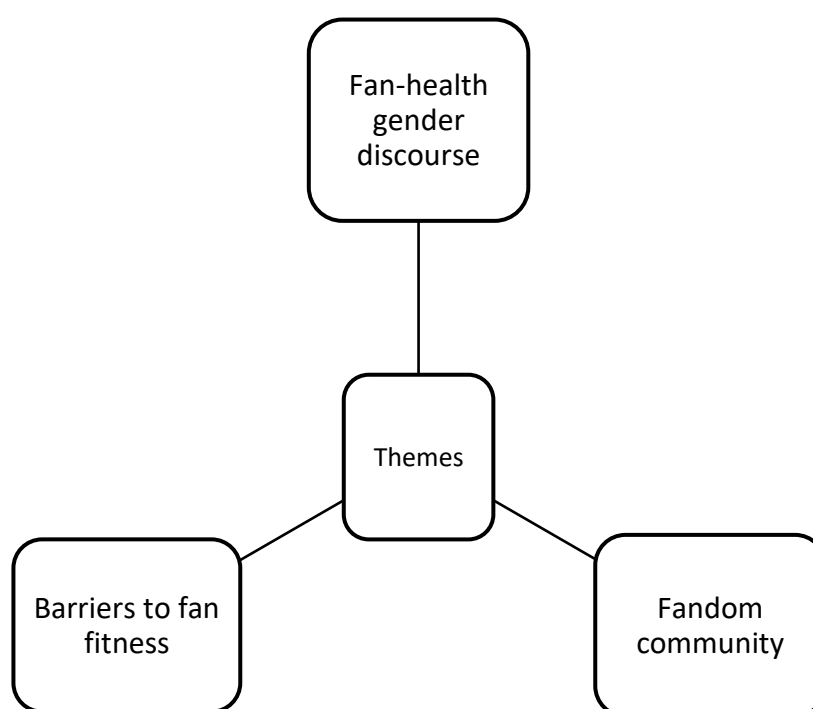 Fan-health
gender
discourse
Themes
Barriers to fan
fitness
Fandom
community